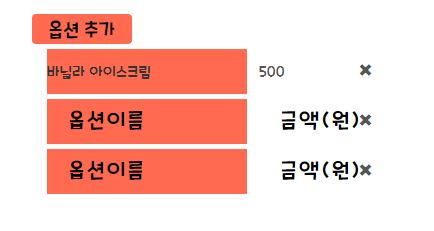 옵션 추가
바닐라 아이스크림 500 ✖
옵션이름 금액(원) ✖
옵션이름 금액(원) ✖